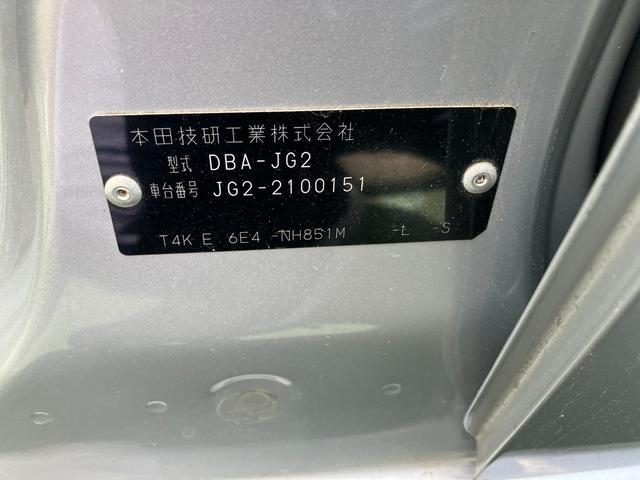 本田技研工業株式会社
型式 DBA-JG2
車台番号 JG2-2100151
T4K E 6E4 -NH851M -L -S